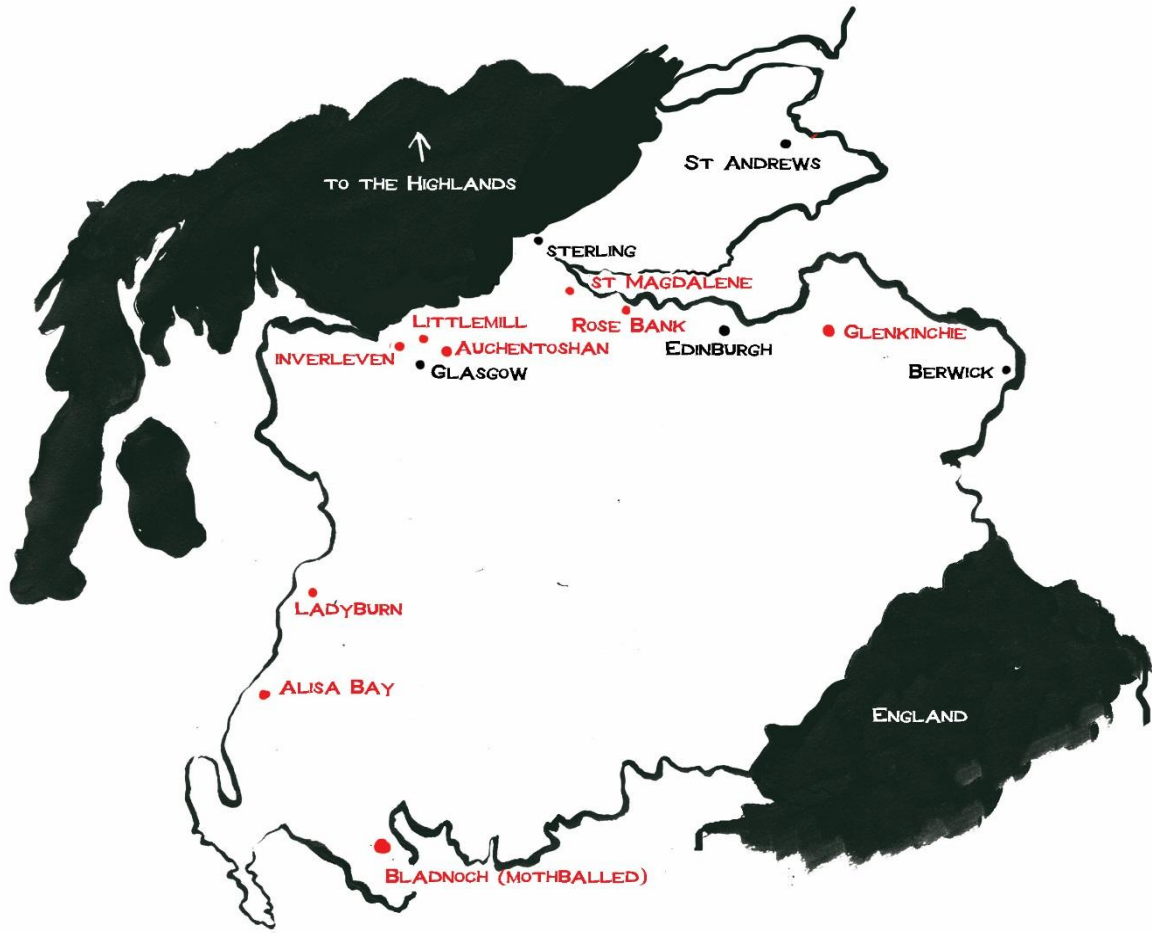 St Andrews
to the Highlands
Sterling
St Magdalene
Littlemill
Rose Bank
Edinburgh
Glenkinchie
Inverleven
Auchentoshan
Glasgow
Berwick
Ladyburn
Alisa Bay
England
Bladnoch (mothballed)